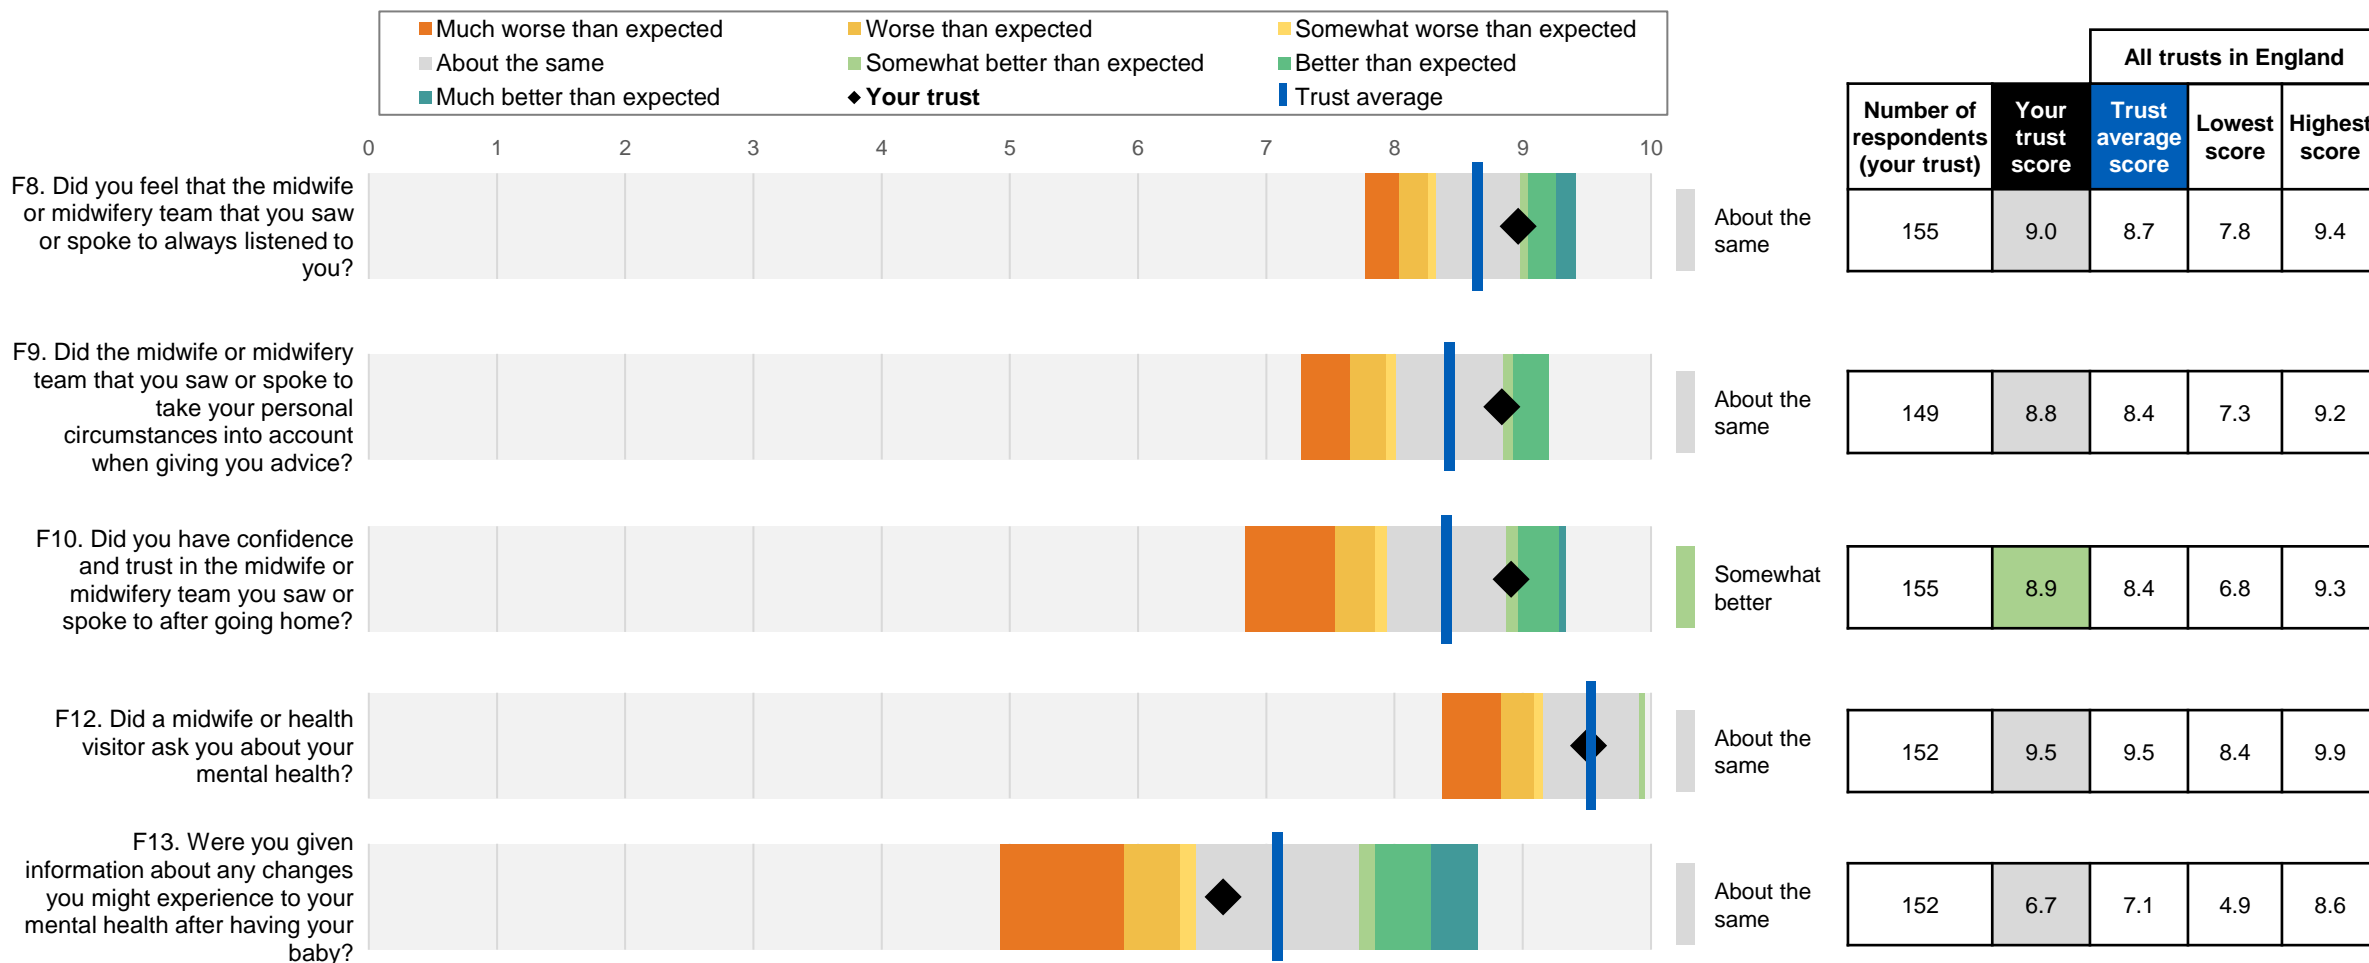 Much worse than expected
Worse than expected
Somewhat worse than expected
About the same
Somewhat better than expected
Better than expected
Much better than expected
Your trust
Trust average
All trusts in England
Number of
respondents
(your trust)
Your
trust
score
Trust
average
score
Lowest
score
Highest
score
0 1 2 3 4 5 6 7 8 9 10
F8. Did you feel that the midwife
or midwifery team that you saw
or spoke to always listened to
you?
About the
same
155 9.0 8.7 7.8 9.4
F9. Did the midwife or midwifery
team that you saw or spoke to
take your personal
circumstances into account
when giving you advice?
About the
same
149 8.8 8.4 7.3 9.2
F10. Did you have confidence
and trust in the midwife or
midwifery team you saw or
spoke to after going home?
Somewhat
better
155 8.9 8.4 6.8 9.3
F12. Did a midwife or health
visitor ask you about your
mental health?
About the
same
152 9.5 9.5 8.4 9.9
F13. Were you given
information about any changes
you might experience to your
mental health after having your
baby?
About the
same
152 6.7 7.1 4.9 8.6